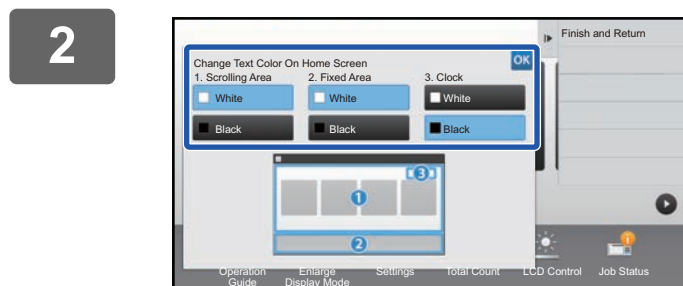 2
Finish and Return
Change Text Color On Home Screen
OK
1. Scrolling Area 2. Fixed Area 3. Clock
White White White
Black Black Black
3
1
2
Operation Guide Enlarge Display Mode Settings Total Count LCD Control Job Status